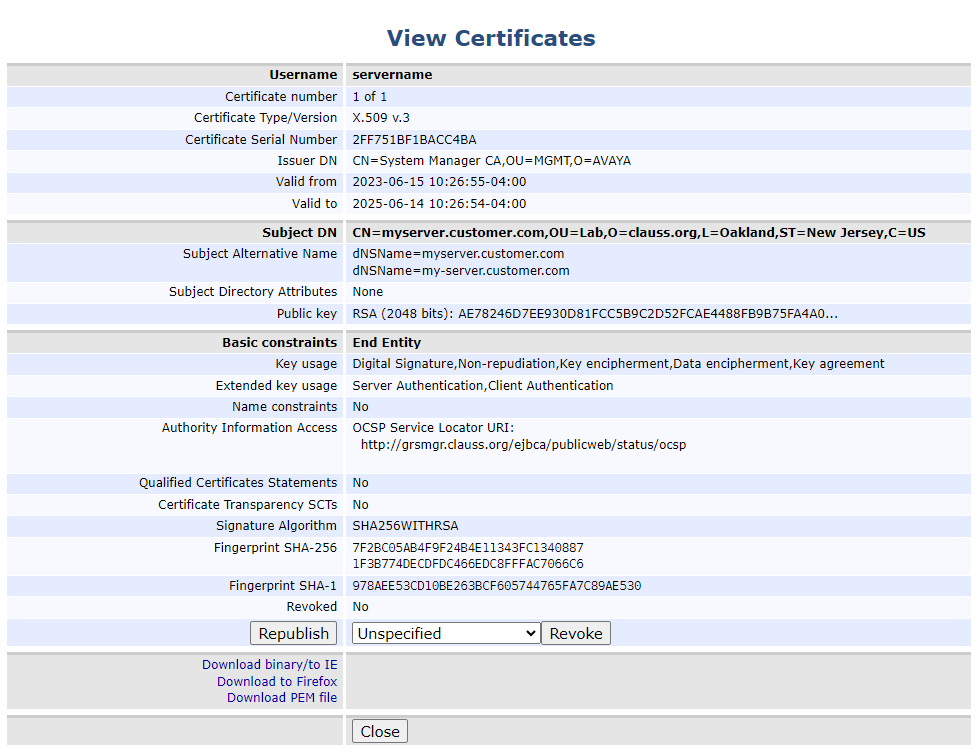 View Certificates
Username servername
Certificate number 1 of 1
Certificate Type/Version X.509 v.3
Certificate Serial Number 2FF751BF1BACC4BA
Issuer DN CN=System Manager CA,OU=MGMT,O=AVAYA
Valid from 2023-06-15 10:26:55-04:00
Valid to 2025-06-14 10:26:54-04:00
Subject DN CN=myserver.customer.com,OU=Lab,O=clauss.org,L=Oakland,ST=New Jersey,C=US
Subject Alternative Name dNSName=myserver.customer.com
dNSName=my-server.customer.com
Subject Directory Attributes None
Public key RSA (2048 bits): AE78246D7EE930D81FCC5B9C2D52FCAE4488FB9B75FA4A0...
Basic constraints End Entity
Key usage Digital Signature,Non-repudiation,Key encipherment,Data encipherment,Key agreement
Extended key usage Server Authentication,Client Authentication
Name constraints No
Authority Information Access OCSP Service Locator URI:
http://grsmgr.clauss.org/ejbca/publicweb/status/ocsp
Qualified Certificates Statements No
Certificate Transparency SCTs No
Signature Algorithm SHA256WITHRSA
Fingerprint SHA-256 7F2BC05AB4F9F24B4E11343FC1340887
1F3B774DECDFDC466EDC8FFFAC7066C6
Fingerprint SHA-1 978AEE53CD10BE263BCF605744765FA7C89AE530
Revoked No
Republish Unspecified Revoke
Download binary/to IE
Download to Firefox
Download PEM file
Close